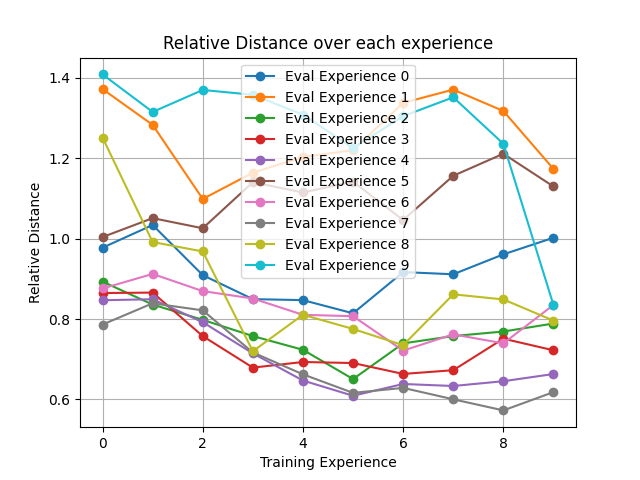 Relative Distance over each experience
1.4
1.2
1.0
0.8
0.6
Relative Distance
Eval Experience 0
Eval Experience 1
Eval Experience 2
Eval Experience 3
Eval Experience 4
Eval Experience 5
Eval Experience 6
Eval Experience 7
Eval Experience 8
Eval Experience 9
0 2 4 6 8
Training Experience